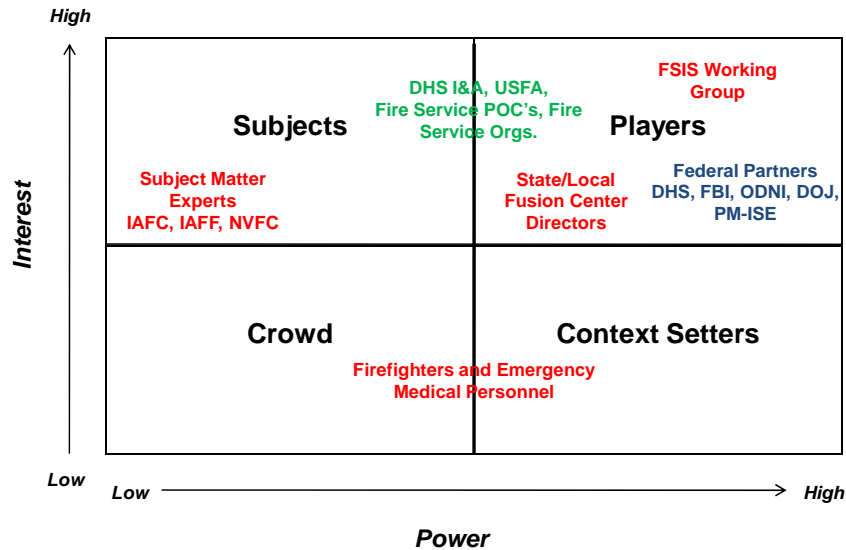 High
DHS I&A, USFA,
Fire Service POC's, Fire
Service Orgs.
FSIS Working
Group
Subjects
Players
Subject Matter
Experts
IAFC, IAFF, NVFC
State/Local
Fusion Center
Directors
Federal Partners
DHS, FBI, ODNI, DOJ,
PM-ISE
Interest
Crowd
Context Setters
Firefighters and Emergency
Medical Personnel
Low
Low
High
Power